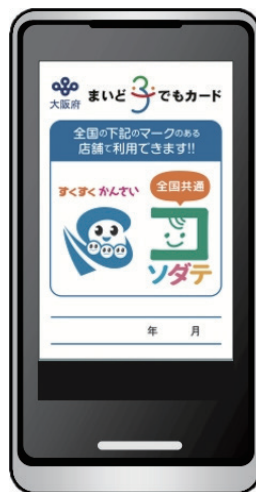 大阪府 まいど子でもカード
全国の下記のマークのある
店舗で利用できます!!
すくすくかんさい
全国共通
コ
ソダテ
年 月